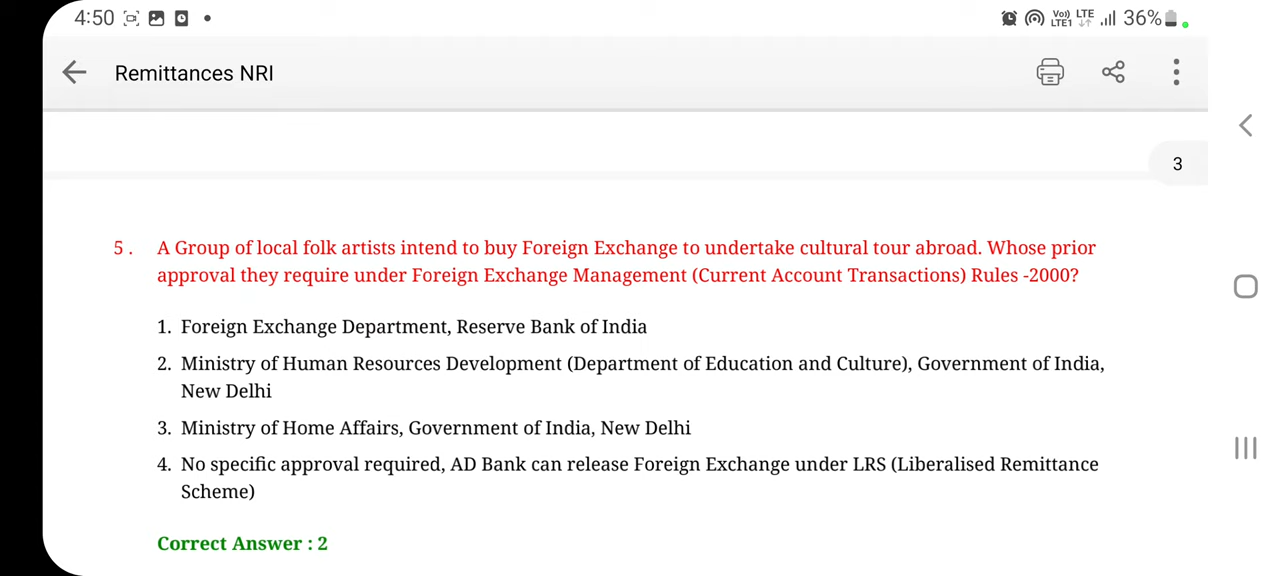 4:50
Vo) LTE
LTE1
36%
Remittances NRI
3
5 . A Group of local folk artists intend to buy Foreign Exchange to undertake cultural tour abroad. Whose prior
approval they require under Foreign Exchange Management (Current Account Transactions) Rules -2000?
1. Foreign Exchange Department, Reserve Bank of India
2. Ministry of Human Resources Development (Department of Education and Culture), Government of India,
New Delhi
3. Ministry of Home Affairs, Government of India, New Delhi
4. No specific approval required, AD Bank can release Foreign Exchange under LRS (Liberalised Remittance
Scheme)
Correct Answer : 2